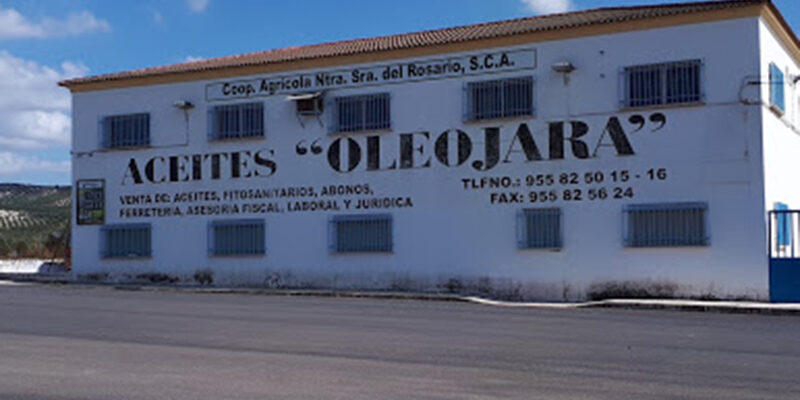 Coop. Agrícola Ntra. Sra. del Rosario, S.C.A.
ACEITES “OLEOJARA”
VENTA DE: ACEITES, FITOSANITARIOS, ABONOS,
FERRETERIA, ASESORIA FISCAL, LABORAL Y JURIDICA
TLFNO.: 955 82 50 15 - 16
FAX: 955 82 56 24